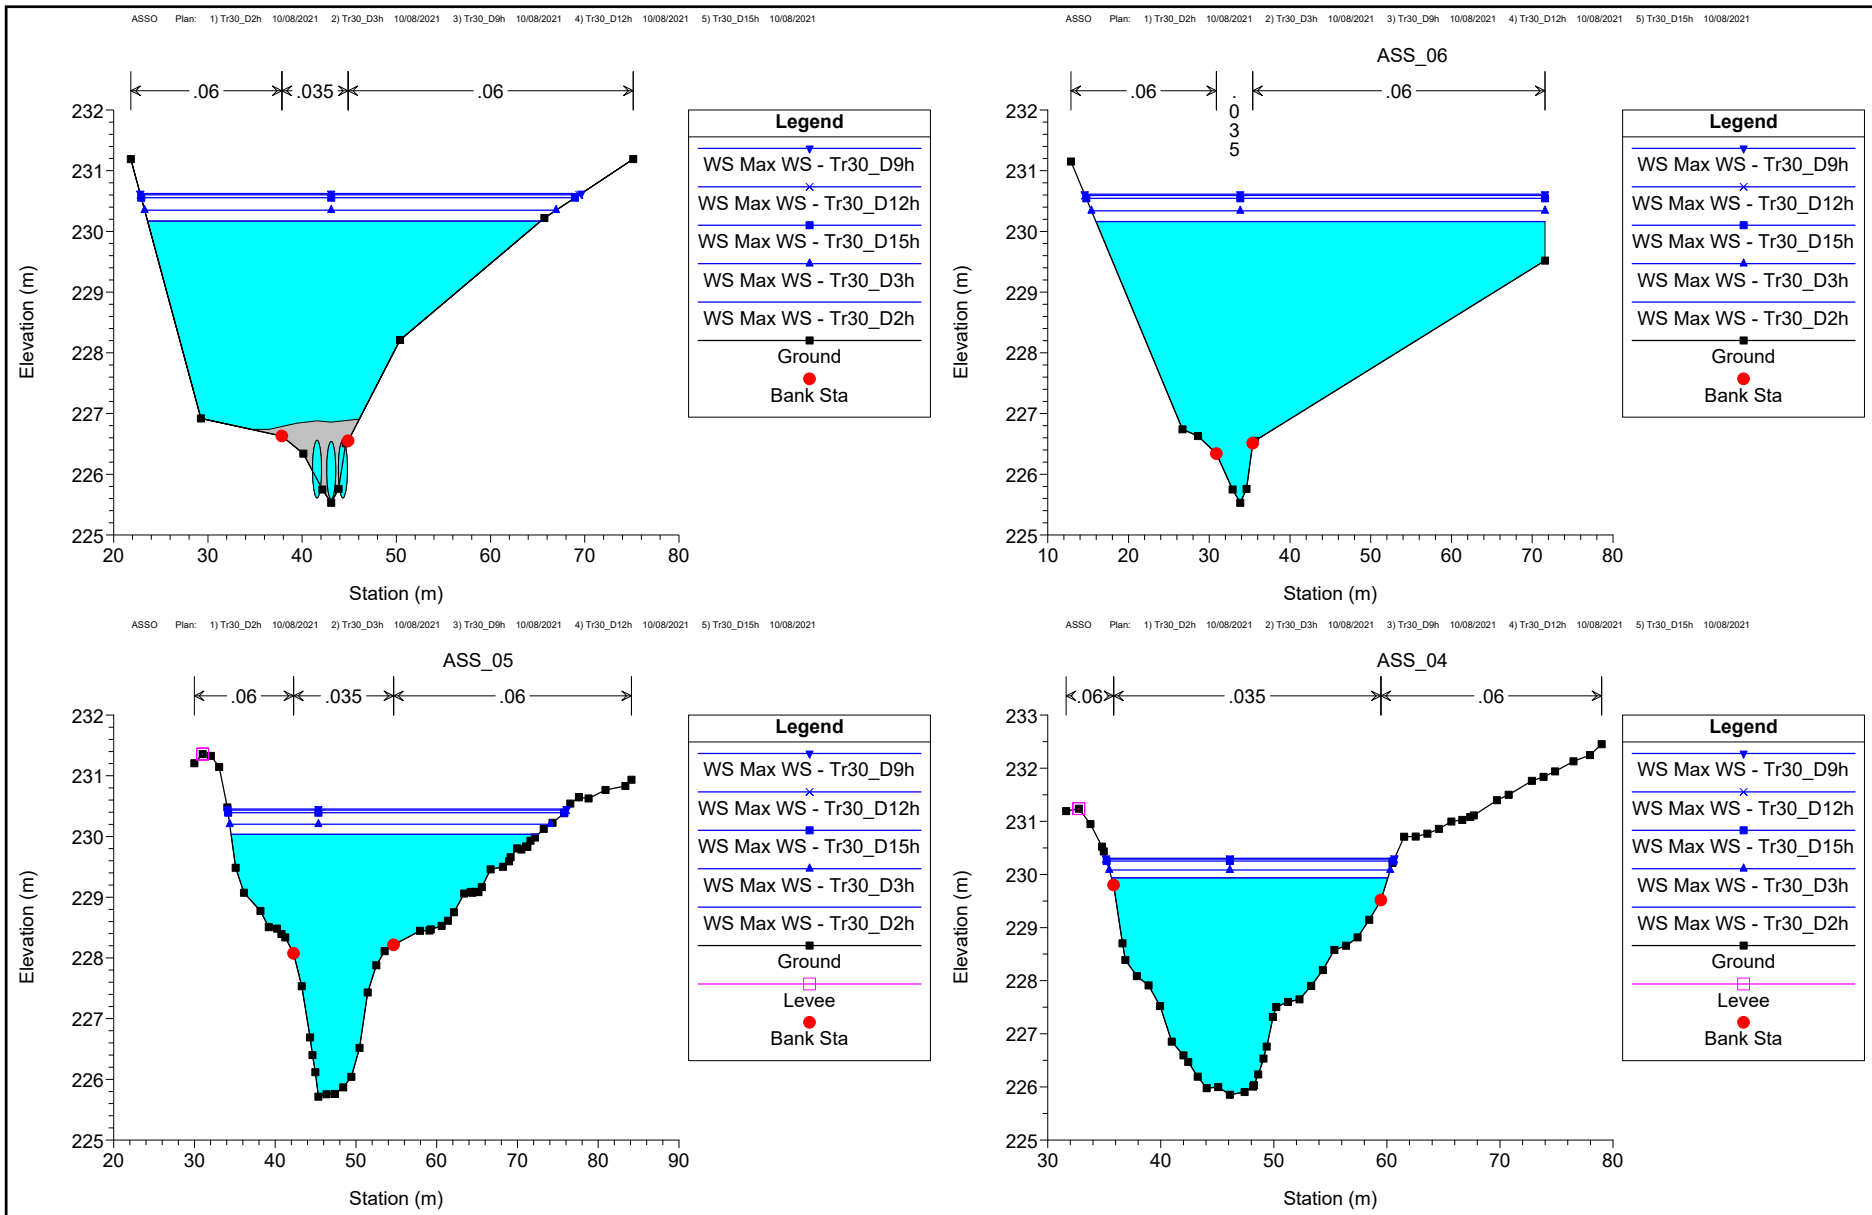 ASSO Plan: 1) Tr30_D2h 10/08/2021 2) Tr30_D3h 10/08/2021 3) Tr30_D9h 10/08/2021 4) Tr30_D12h 10/08/2021 5) Tr30_D15h 10/08/2021
.06 .035 .06
232
231
230
229
228
227
226
225
20 30 40 50 60 70 80
Elevation (m)
Station (m)
Legend
WS Max WS - Tr30_D9h
WS Max WS - Tr30_D12h
WS Max WS - Tr30_D15h
WS Max WS - Tr30_D3h
WS Max WS - Tr30_D2h
Ground
Bank Sta
ASSO Plan: 1) Tr30_D2h 10/08/2021 2) Tr30_D3h 10/08/2021 3) Tr30_D9h 10/08/2021 4) Tr30_D12h 10/08/2021 5) Tr30_D15h 10/08/2021
ASS_06
.06 .035 .06
232
231
230
229
228
227
226
225
10 20 30 40 50 60 70 80
Elevation (m)
Station (m)
Legend
WS Max WS - Tr30_D9h
WS Max WS - Tr30_D12h
WS Max WS - Tr30_D15h
WS Max WS - Tr30_D3h
WS Max WS - Tr30_D2h
Ground
Bank Sta
ASSO Plan: 1) Tr30_D2h 10/08/2021 2) Tr30_D3h 10/08/2021 3) Tr30_D9h 10/08/2021 4) Tr30_D12h 10/08/2021 5) Tr30_D15h 10/08/2021
ASS_05
.06 .035 .06
232
231
230
229
228
227
226
225
20 30 40 50 60 70 80 90
Elevation (m)
Station (m)
Legend
WS Max WS - Tr30_D9h
WS Max WS - Tr30_D12h
WS Max WS - Tr30_D15h
WS Max WS - Tr30_D3h
WS Max WS - Tr30_D2h
Ground
Levee
Bank Sta
ASSO Plan: 1) Tr30_D2h 10/08/2021 2) Tr30_D3h 10/08/2021 3) Tr30_D9h 10/08/2021 4) Tr30_D12h 10/08/2021 5) Tr30_D15h 10/08/2021
ASS_04
.06 .035 .06
233
232
231
230
229
228
227
226
225
30 40 50 60 70 80
Elevation (m)
Station (m)
Legend
WS Max WS - Tr30_D9h
WS Max WS - Tr30_D12h
WS Max WS - Tr30_D15h
WS Max WS - Tr30_D3h
WS Max WS - Tr30_D2h
Ground
Levee
Bank Sta